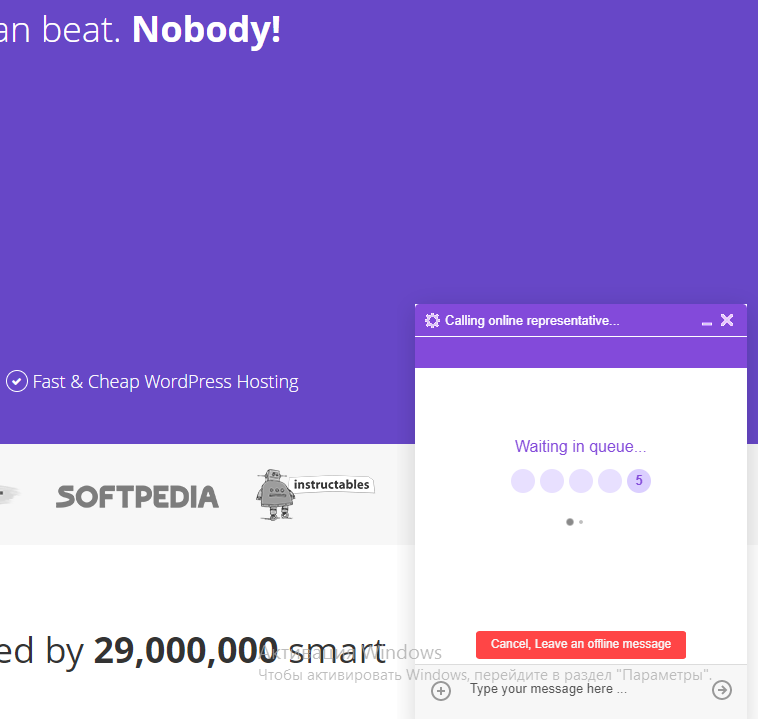 an beat. Nobody!
Fast & Cheap WordPress Hosting
SOFTPEDIA
instructables
ed by 29,000,000 smart
Calling online representative...
Waiting in queue...
5
Cancel, Leave an offline message
Type your message here ...
Активация Windows
Чтобы активировать Windows, перейдите в раздел "Параметры".